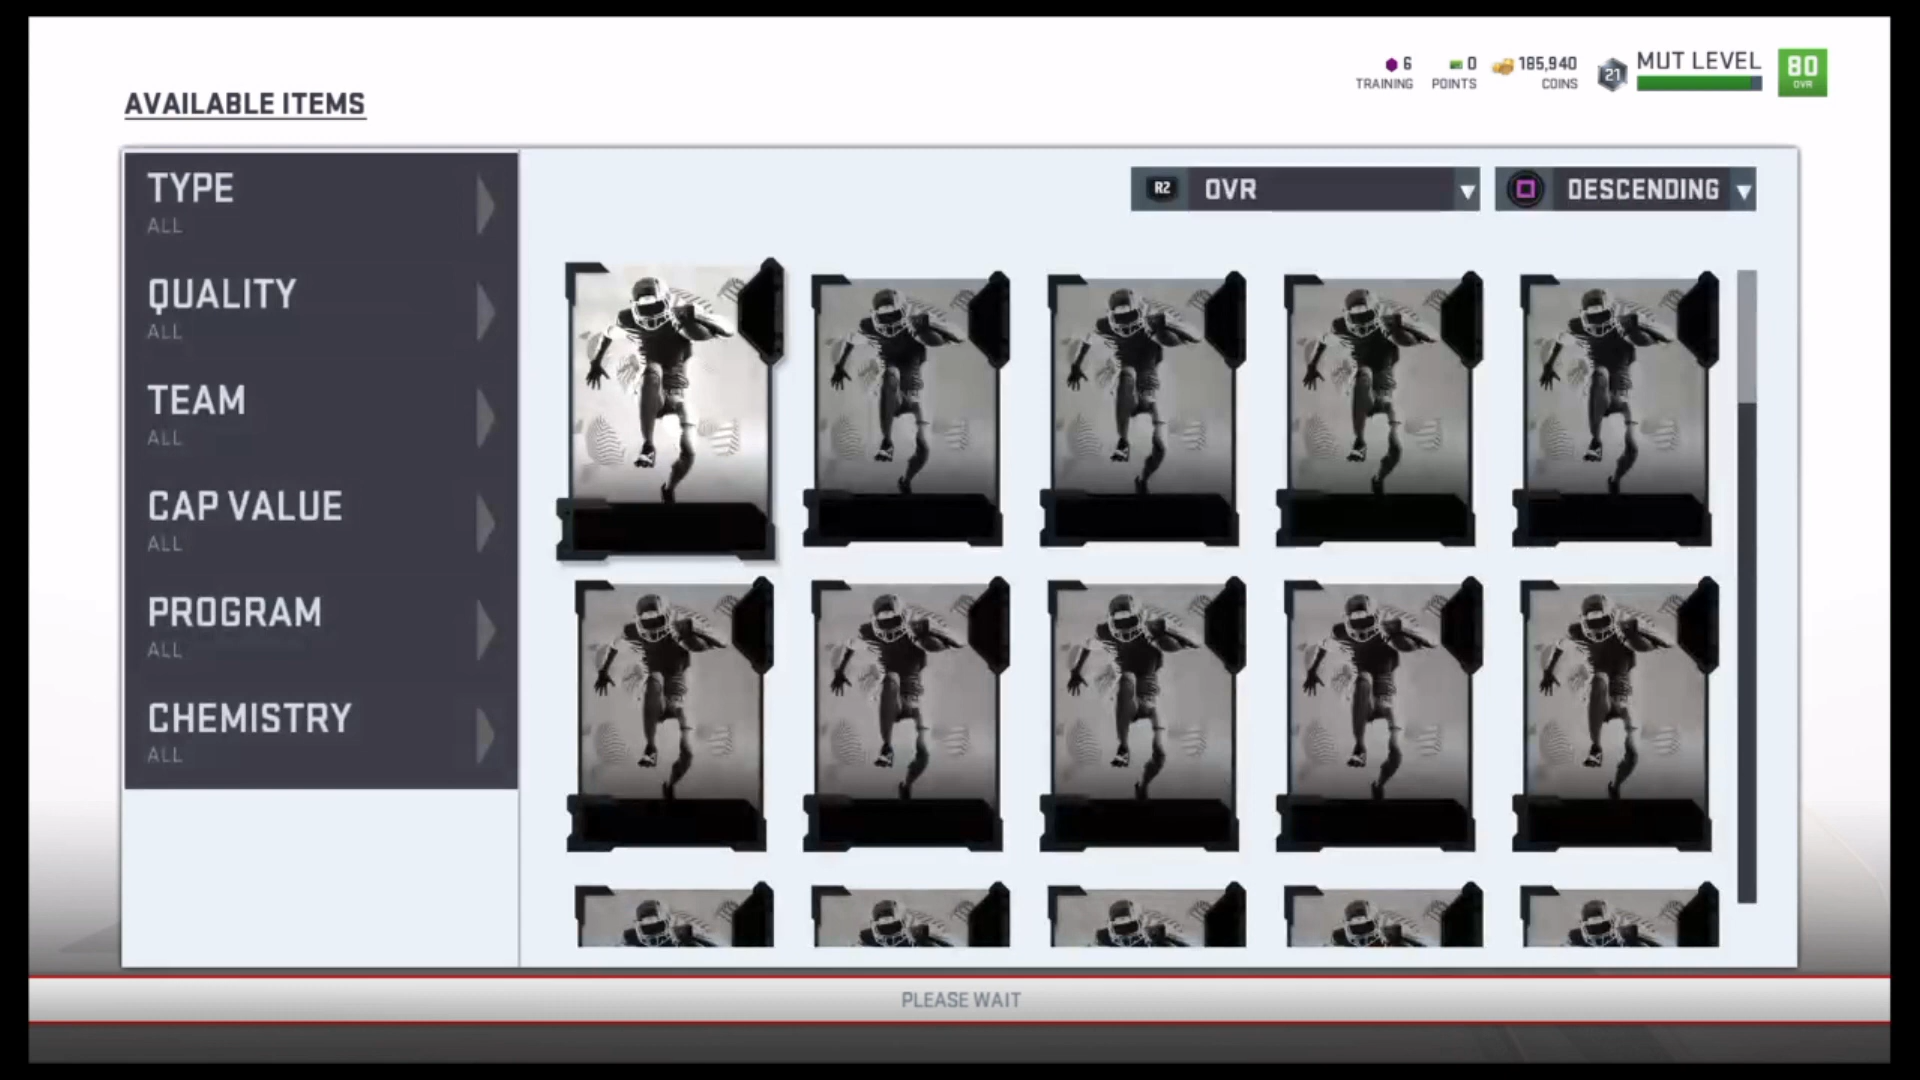 6
TRAINING
0
POINTS
185,940
COINS
21
MUT LEVEL
80
OVR
AVAILABLE ITEMS
R2 OVR
DESCENDING
TYPE
ALL
QUALITY
ALL
TEAM
ALL
CAP VALUE
ALL
PROGRAM
ALL
CHEMISTRY
ALL
PLEASE WAIT